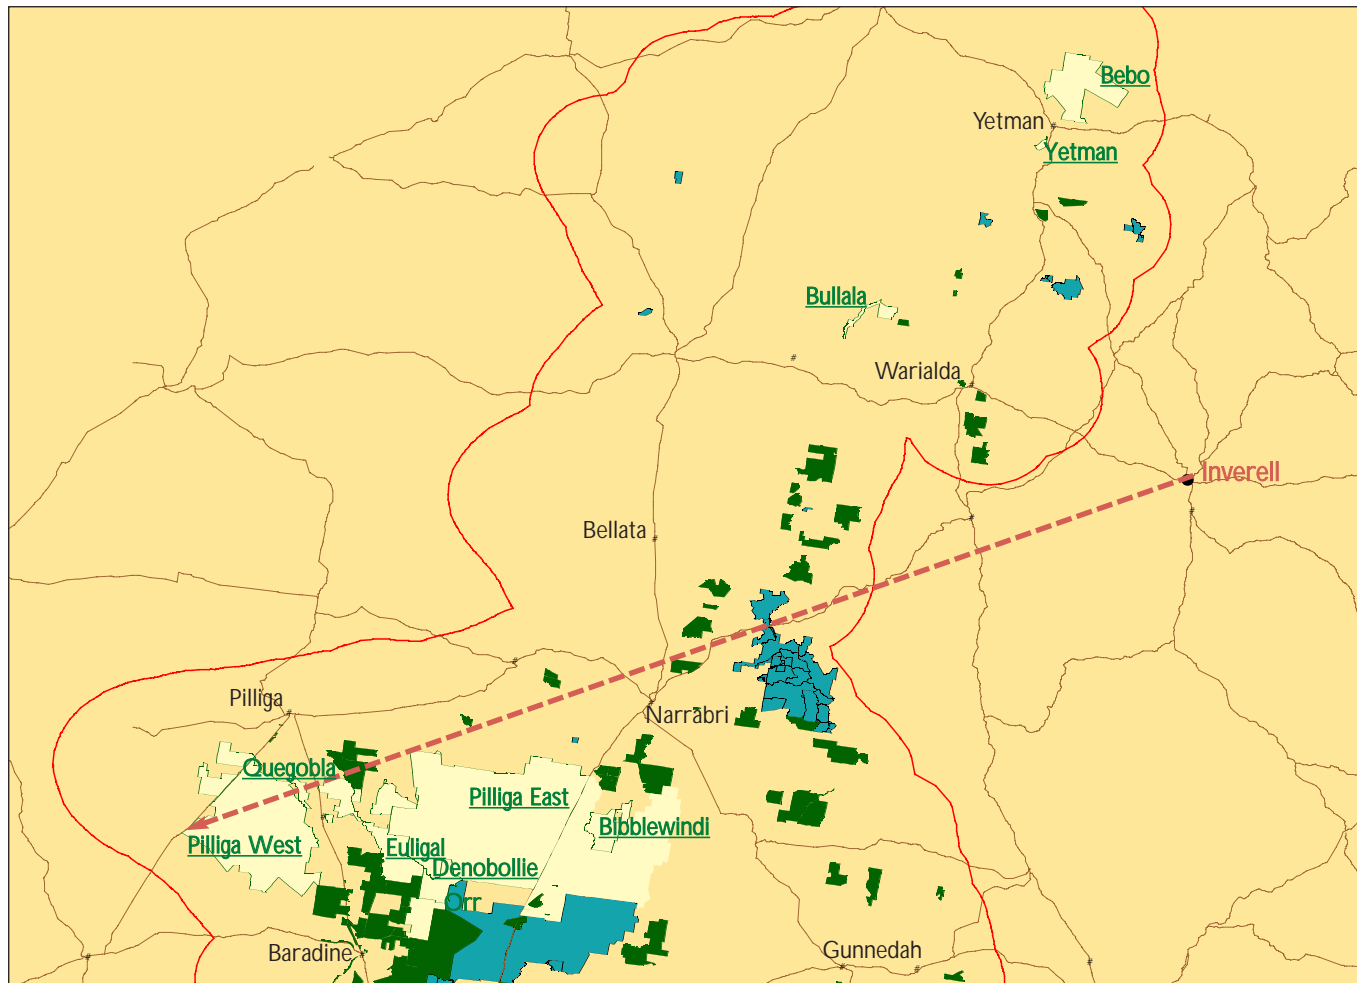 Bebo
Yetman
Yetman
Bullala
Warialda
Inverell
Bellata
Pilliga
Narrabri
Quegobla
Pilliga East
Bibblewindi
Pilliga West
Euligal
Denobollie
Orr
Baradine
Gunnedah